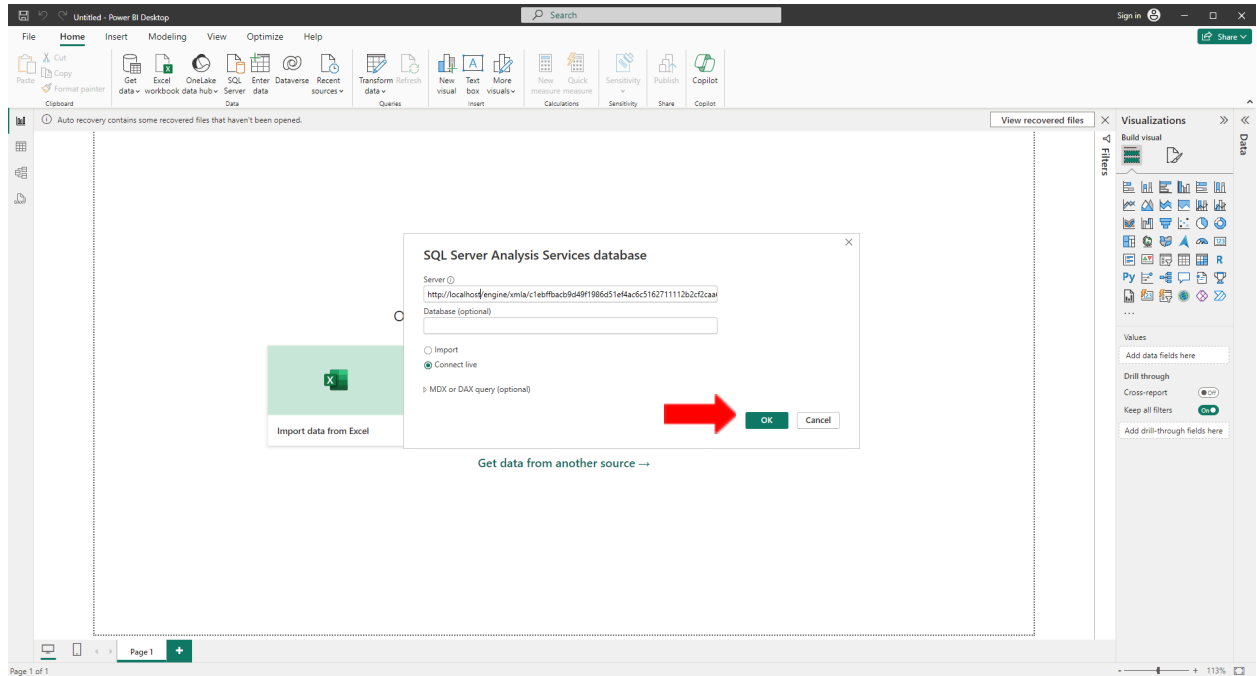 Untitled - Power BI Desktop
Search
Sign in
File Home Insert Modeling View Optimize Help
Share
Paste
Cut
Copy
Format painter
Clipboard
Get data
Excel workbook
OneLake data hub
SQL Server
Enter data
Dataverse
Recent sources
Data
Transform data
Refresh
Queries
New visual
Text box
More visuals
Insert
New measure
Quick measure
Calculations
Sensitivity
Sensitivity
Publish
Share
Copilot
Copilot
Auto recovery contains some recovered files that haven't been opened.
View recovered files
SQL Server Analysis Services database
Server
Database (optional)
Import
Connect live
MDX or DAX query (optional)
OK
Cancel
O
Import data from Excel
Get data from another source →
Filters
Visualizations
Build visual
123
R
Py
...
Values
Add data fields here
Drill through
Cross-report
Off
Keep all filters
On
Add drill-through fields here
Data
Page 1
+
Page 1 of 1
- + 113%